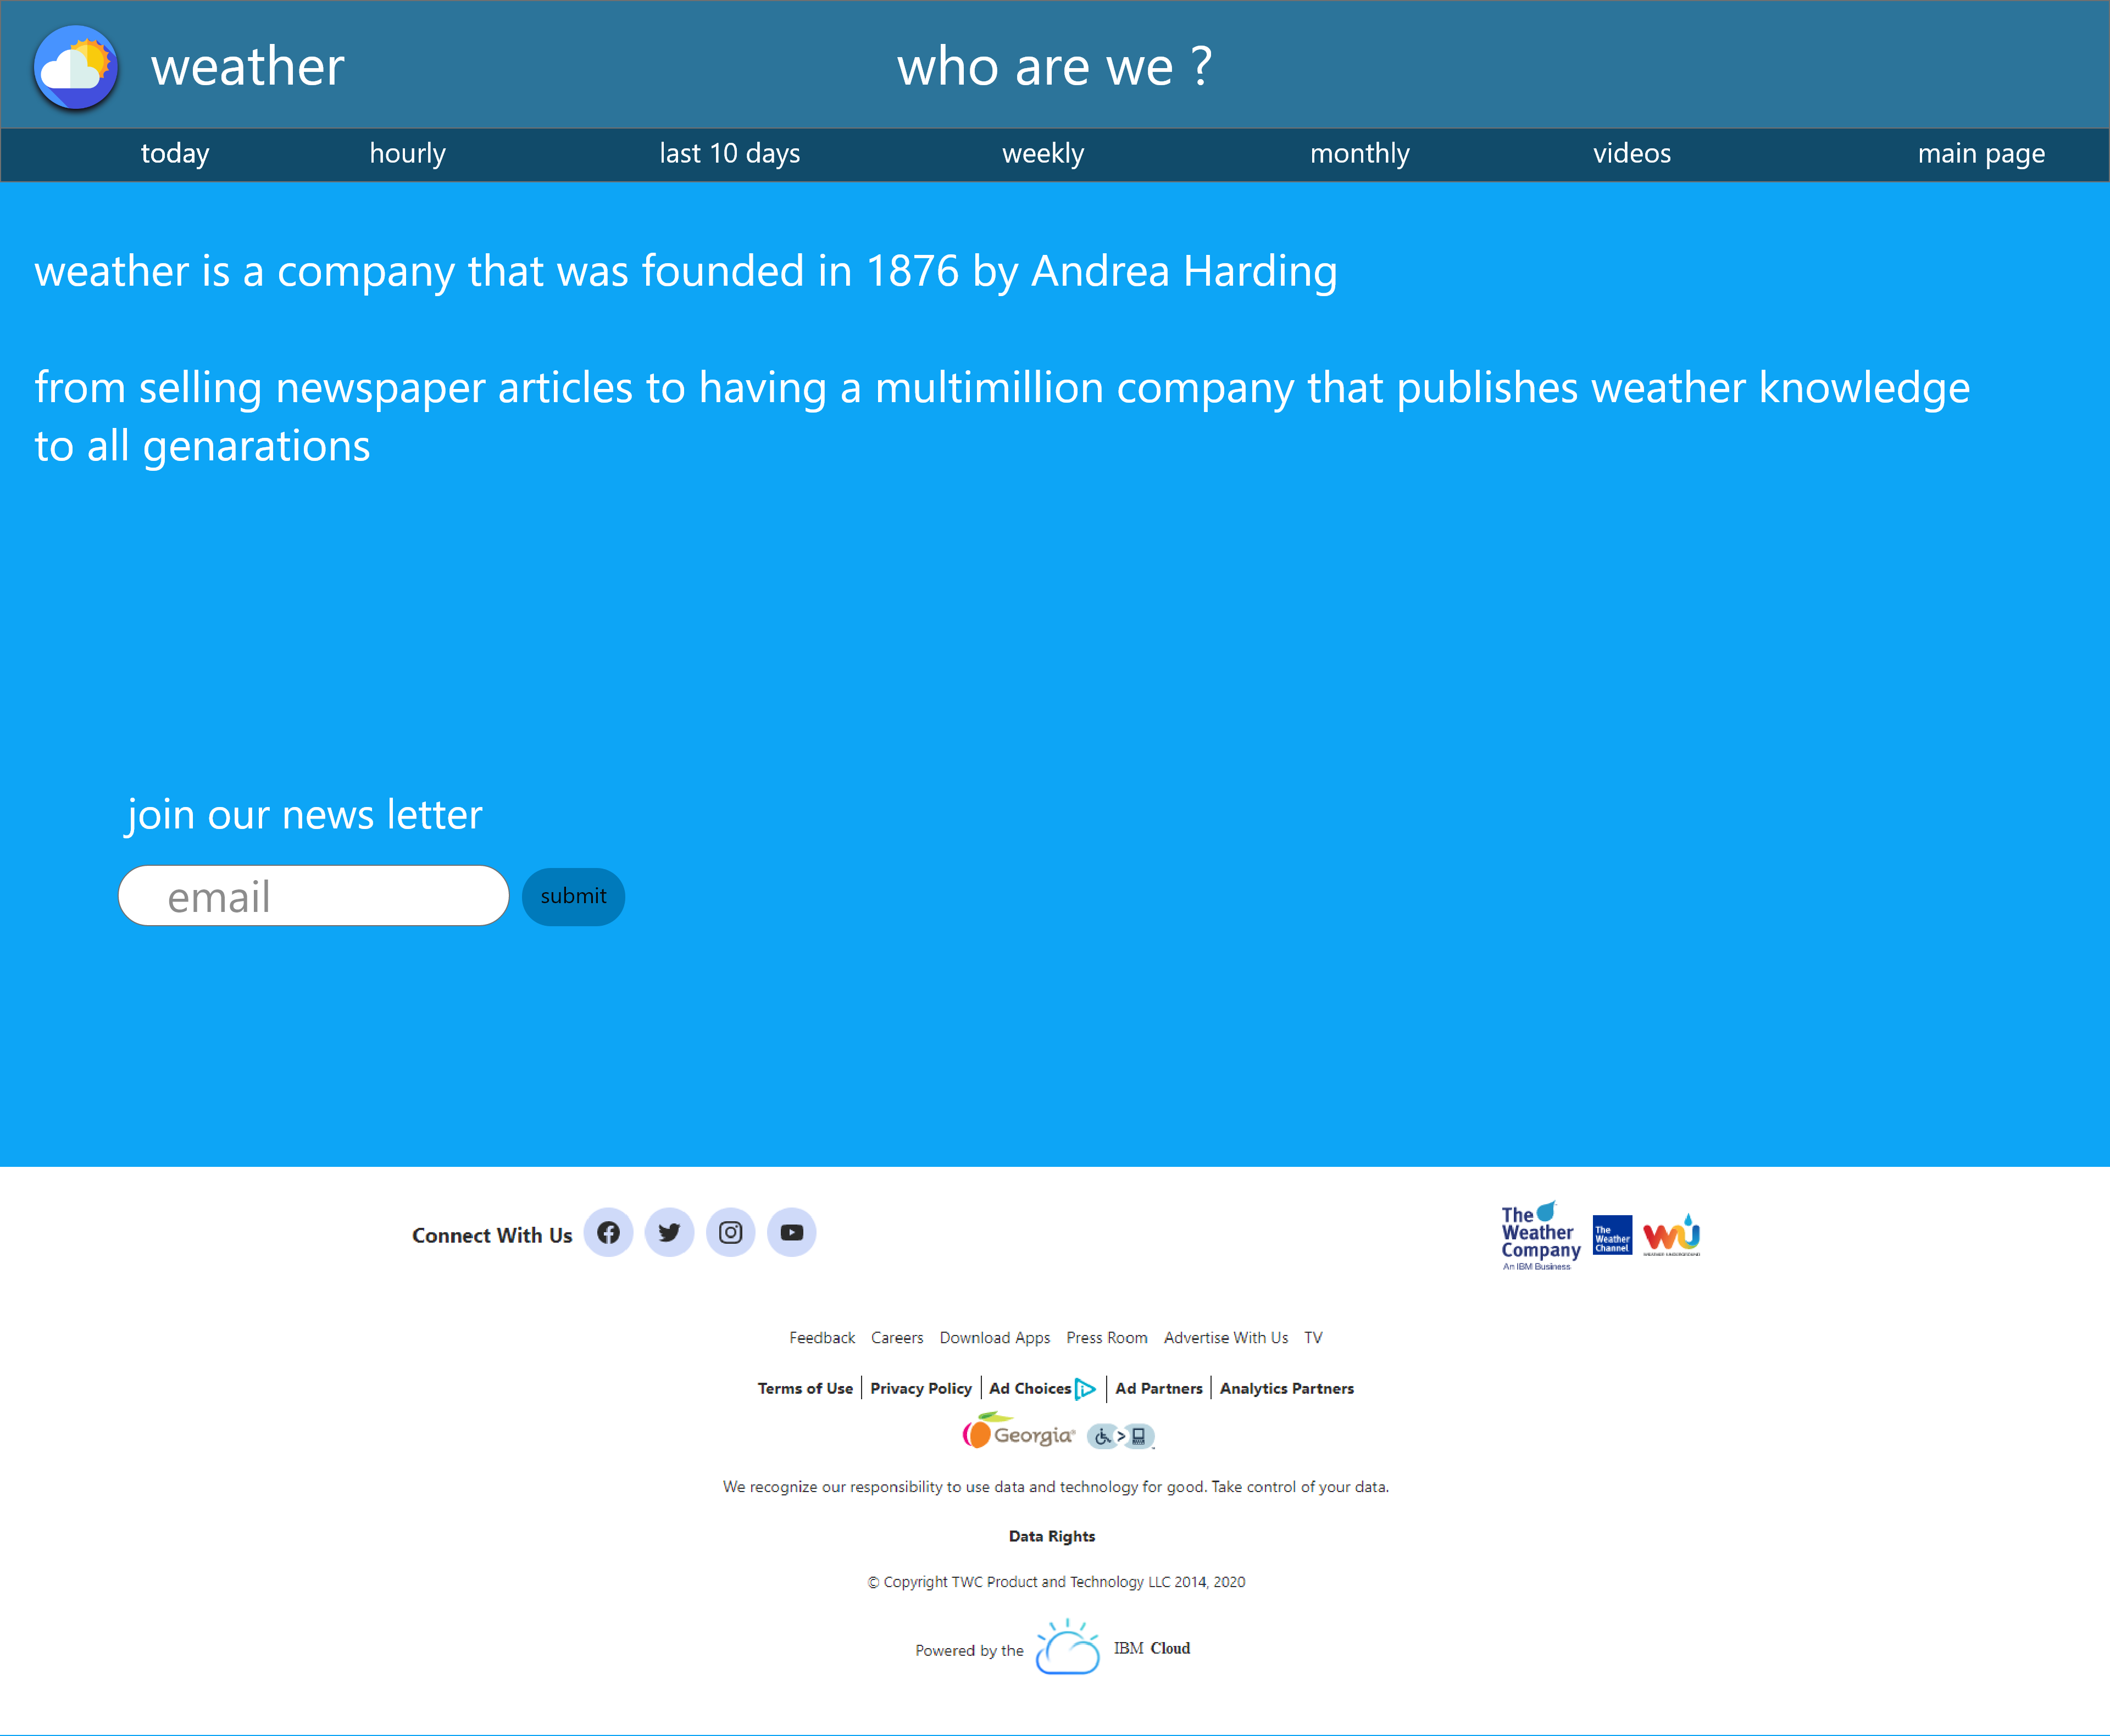 weather
who are we ?
today hourly last 10 days weekly monthly videos main page
weather is a company that was founded in 1876 by Andrea Harding
from selling newspaper articles to having a multimillion company that publishes weather knowledge
to all genarations
join our news letter
email
submit
Connect With Us
The
Weather
Company
An IBM Business
The
Weather
Channel
WU
WEATHER UNDERGROUND
Feedback Careers Download Apps Press Room Advertise With Us TV
Terms of Use | Privacy Policy | Ad Choices | Ad Partners | Analytics Partners
Georgia®
We recognize our responsibility to use data and technology for good. Take control of your data.
Data Rights
© Copyright TWC Product and Technology LLC 2014, 2020
Powered by the IBM Cloud